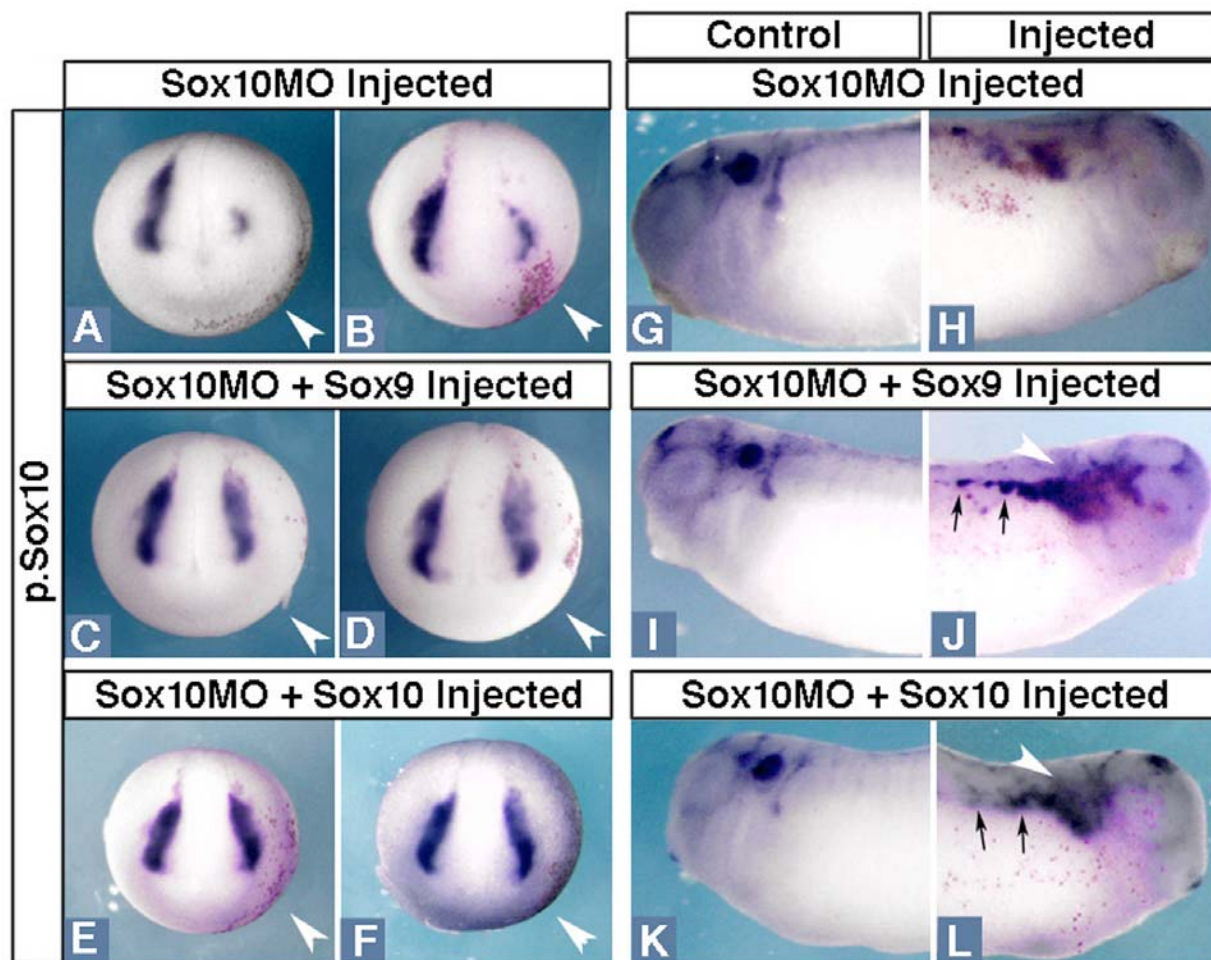 Control Injected
Sox10MO Injected Sox10MO Injected
A B G H
Sox10MO + Sox9 Injected Sox10MO + Sox9 Injected
C D I J
Sox10MO + Sox10 Injected Sox10MO + Sox10 Injected
E F K L
p.Sox10